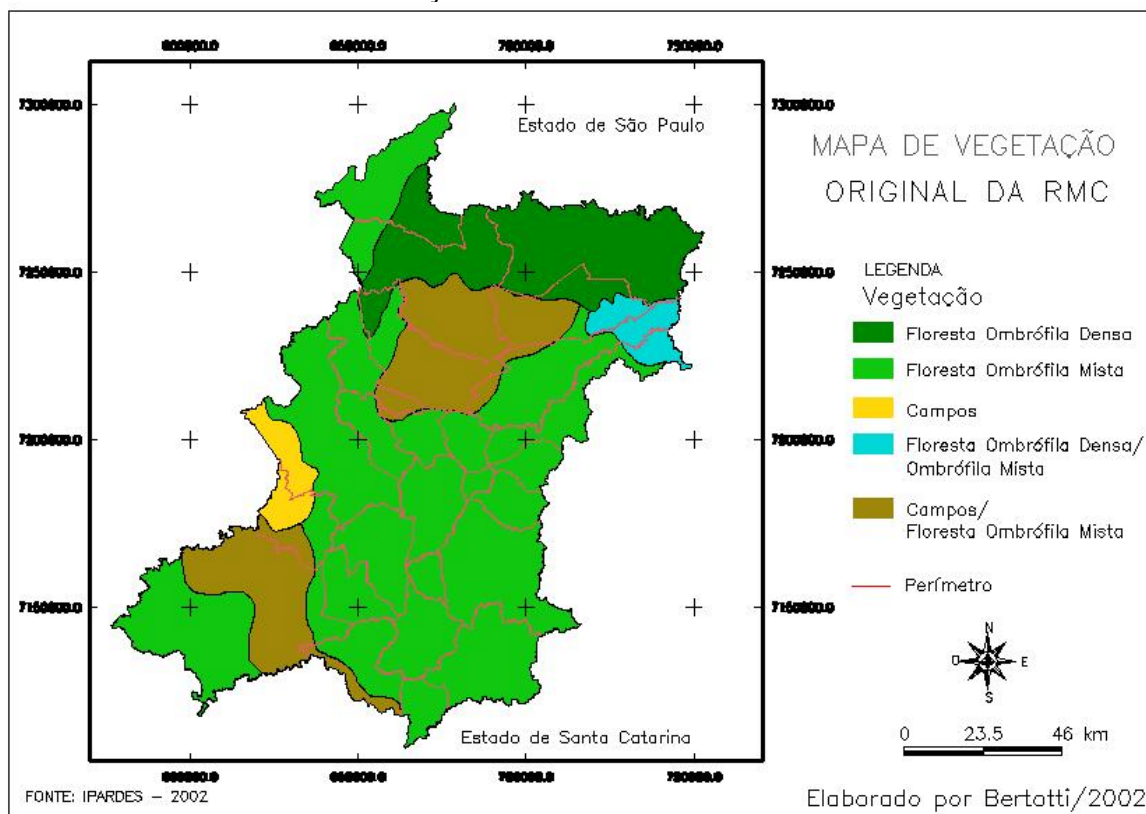 Estado de São Paulo
Estado de Santa Catarina
FONTE: IPARDES – 2002
MAPA DE VEGETAÇÃO
ORIGINAL DA RMC
LEGENDA
Vegetação
Floresta Ombrófila Densa
Floresta Ombrófila Mista
Campos
Floresta Ombrófila Densa/
Ombrófila Mista
Campos/
Floresta Ombrófila Mista
Perímetro
N
O E
S
0 23.5 46 km
Elaborado por Bertotti/2002